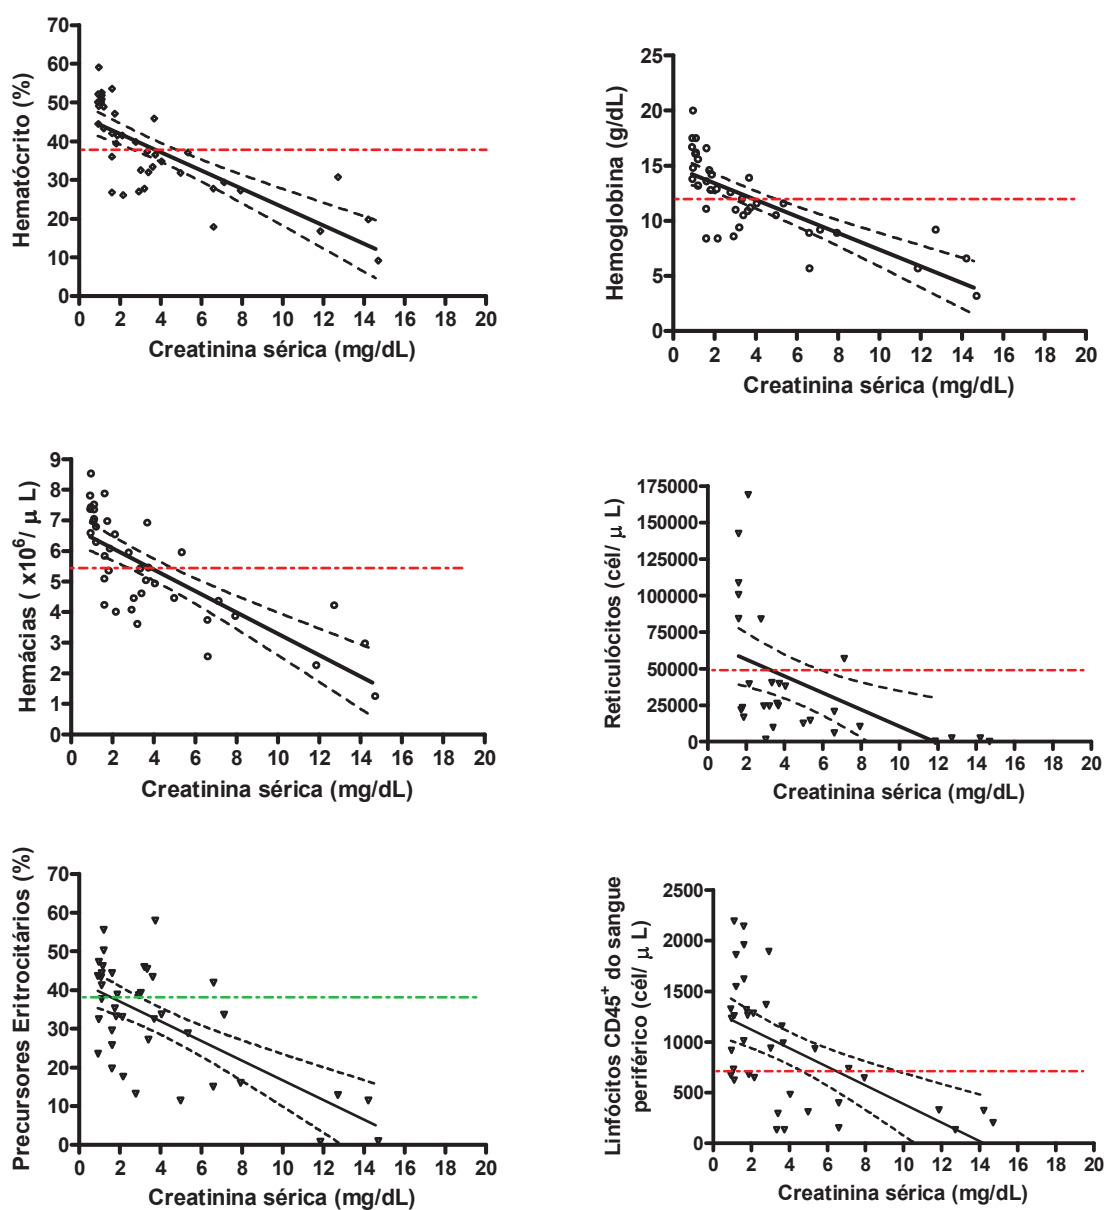 Hematócrito (%)
70
60
50
40
30
20
10
0
0 2 4 6 8 10 12 14 16 18 20
Creatinina sérica (mg/dL)
Hemoglobina (g/dL)
25
20
15
10
5
0
0 2 4 6 8 10 12 14 16 18 20
Creatinina sérica (mg/dL)
Hemácias ( x10⁶/ μ L)
9
8
7
6
5
4
3
2
1
0
0 2 4 6 8 10 12 14 16 18 20
Creatinina sérica (mg/dL)
Reticulócitos (cél/ μ L)
175000
150000
125000
100000
75000
50000
25000
0
0 2 4 6 8 10 12 14 16 18 20
Creatinina sérica (mg/dL)
Precursores Eritrocitários (%)
70
60
50
40
30
20
10
0
0 2 4 6 8 10 12 14 16 18 20
Creatinina sérica (mg/dL)
Linfócitos CD45⁺ do sangue
periférico (cél/ μ L)
2500
2000
1500
1000
500
0
0 2 4 6 8 10 12 14 16 18 20
Creatinina sérica (mg/dL)